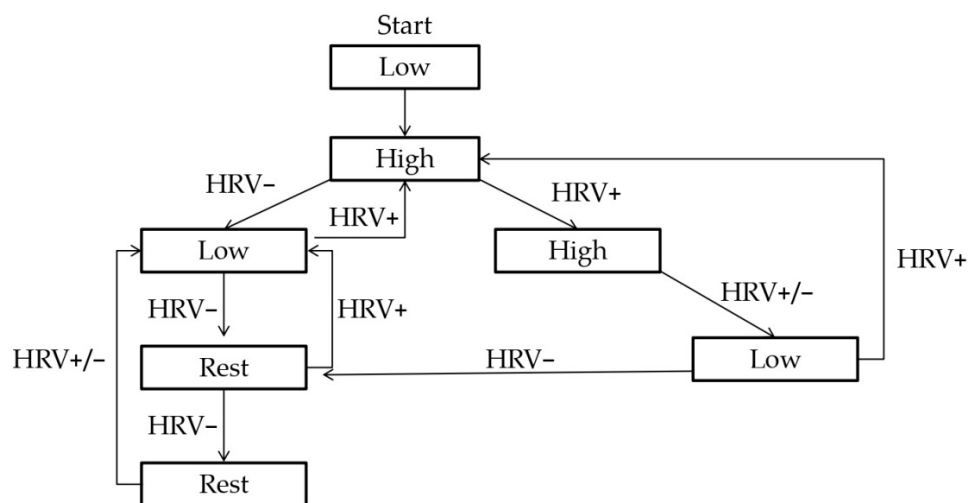 Start
Low
High
HRV−
HRV+
HRV+
Low
High
HRV+
HRV−
HRV+
HRV+/−
HRV+/−
Rest
HRV−
Low
HRV−
Rest